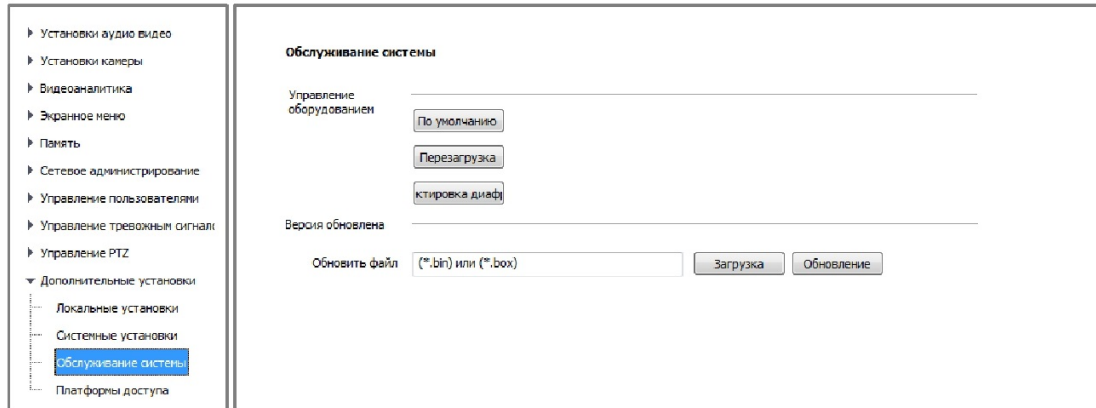 Установки аудио видео
Установки камеры
Видеоаналитика
Экранное меню
Память
Сетевое администрирование
Управление пользователями
Управление тревожным сигнало
Управление PTZ
Дополнительные установки
Локальные установки
Системные установки
Обслуживание системы
Платформы доступа
Обслуживание системы
Управление
оборудованием
По умолчанию
Перезагрузка
ктировка диафр
Версия обновлена
Обновить файл (*.bin) или (*.box) Загрузка Обновление